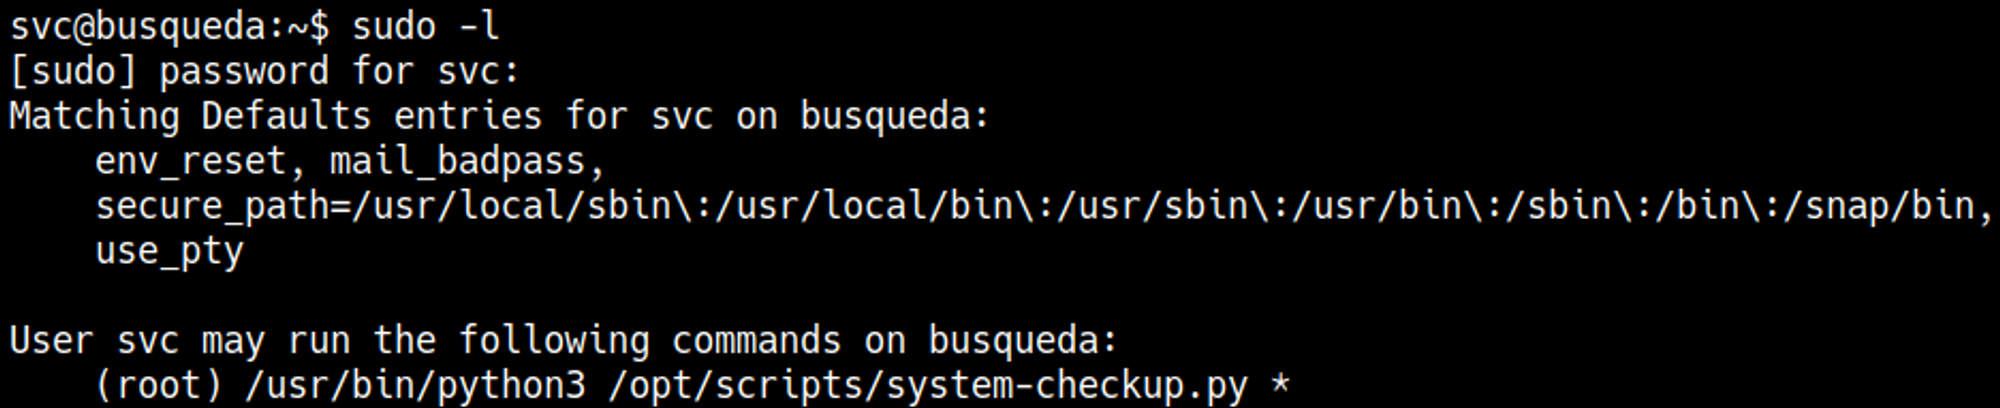 svc@busqueda:~$ sudo -l
[sudo] password for svc:
Matching Defaults entries for svc on busqueda:
    env_reset, mail_badpass,
    secure_path=/usr/local/sbin\:/usr/local/bin\:/usr/sbin\:/usr/bin\:/sbin\:/bin\:/snap/bin,
    use_pty

User svc may run the following commands on busqueda:
    (root) /usr/bin/python3 /opt/scripts/system-checkup.py *